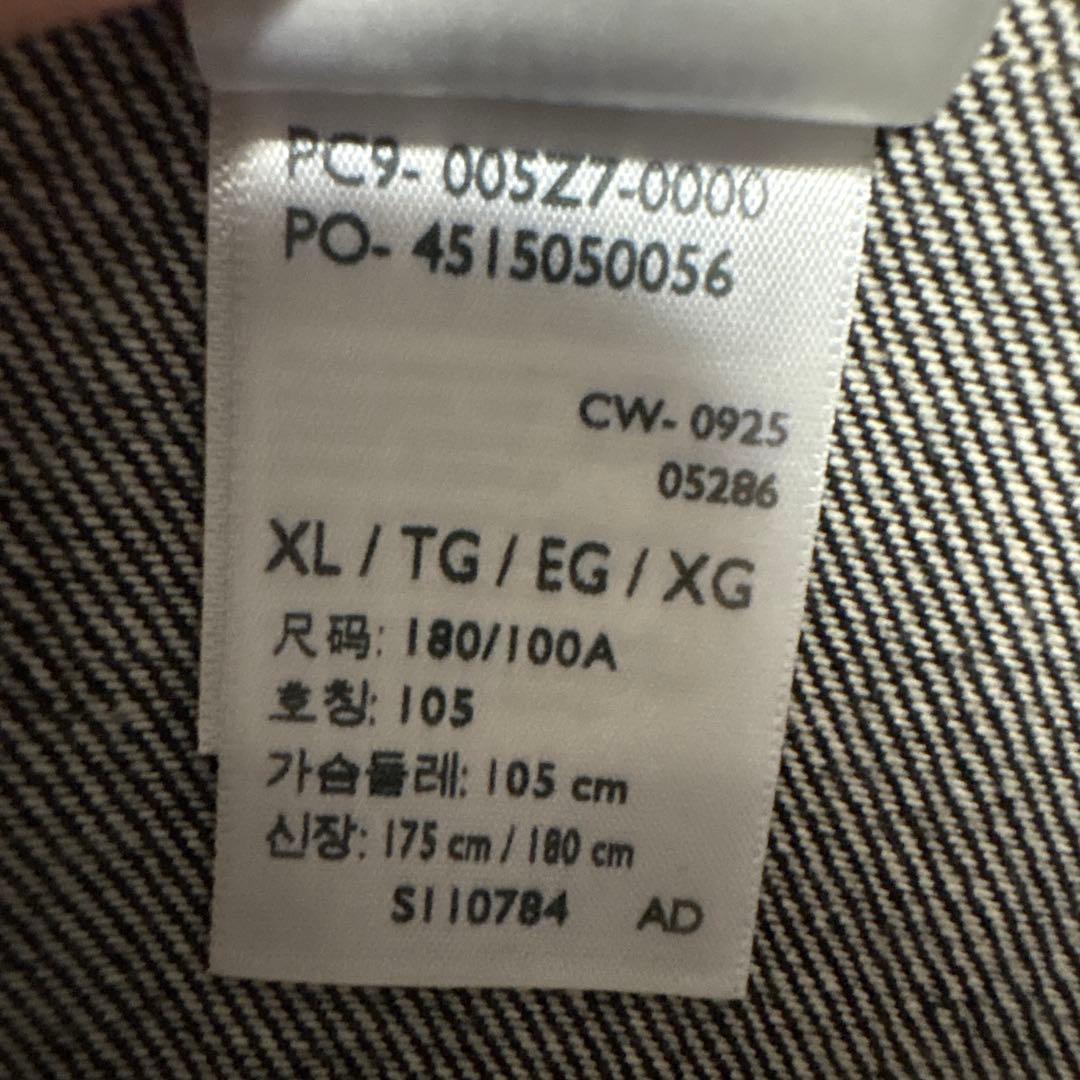 PC9- 005Z7-0000
PO- 4515050056
CW- 0925
05286
XL / TG / EG / XG
尺码: 180/100A
호칭: 105
가슴둘레: 105 cm
신장: 175 cm / 180 cm
S110784 AD